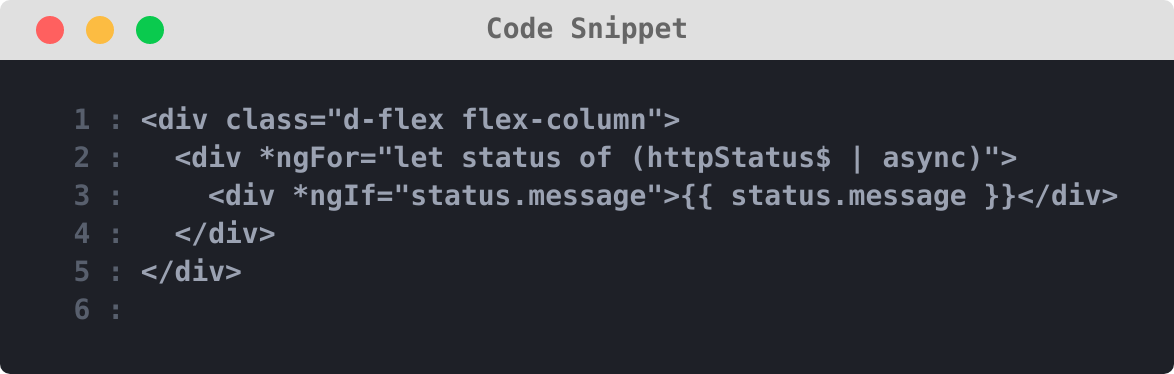 Code Snippet
1 : <div class="d-flex flex-column">
2 :   <div *ngFor="let status of (httpStatus$ | async)">
3 :     <div *ngIf="status.message">{{ status.message }}</div>
4 :   </div>
5 : </div>
6 :